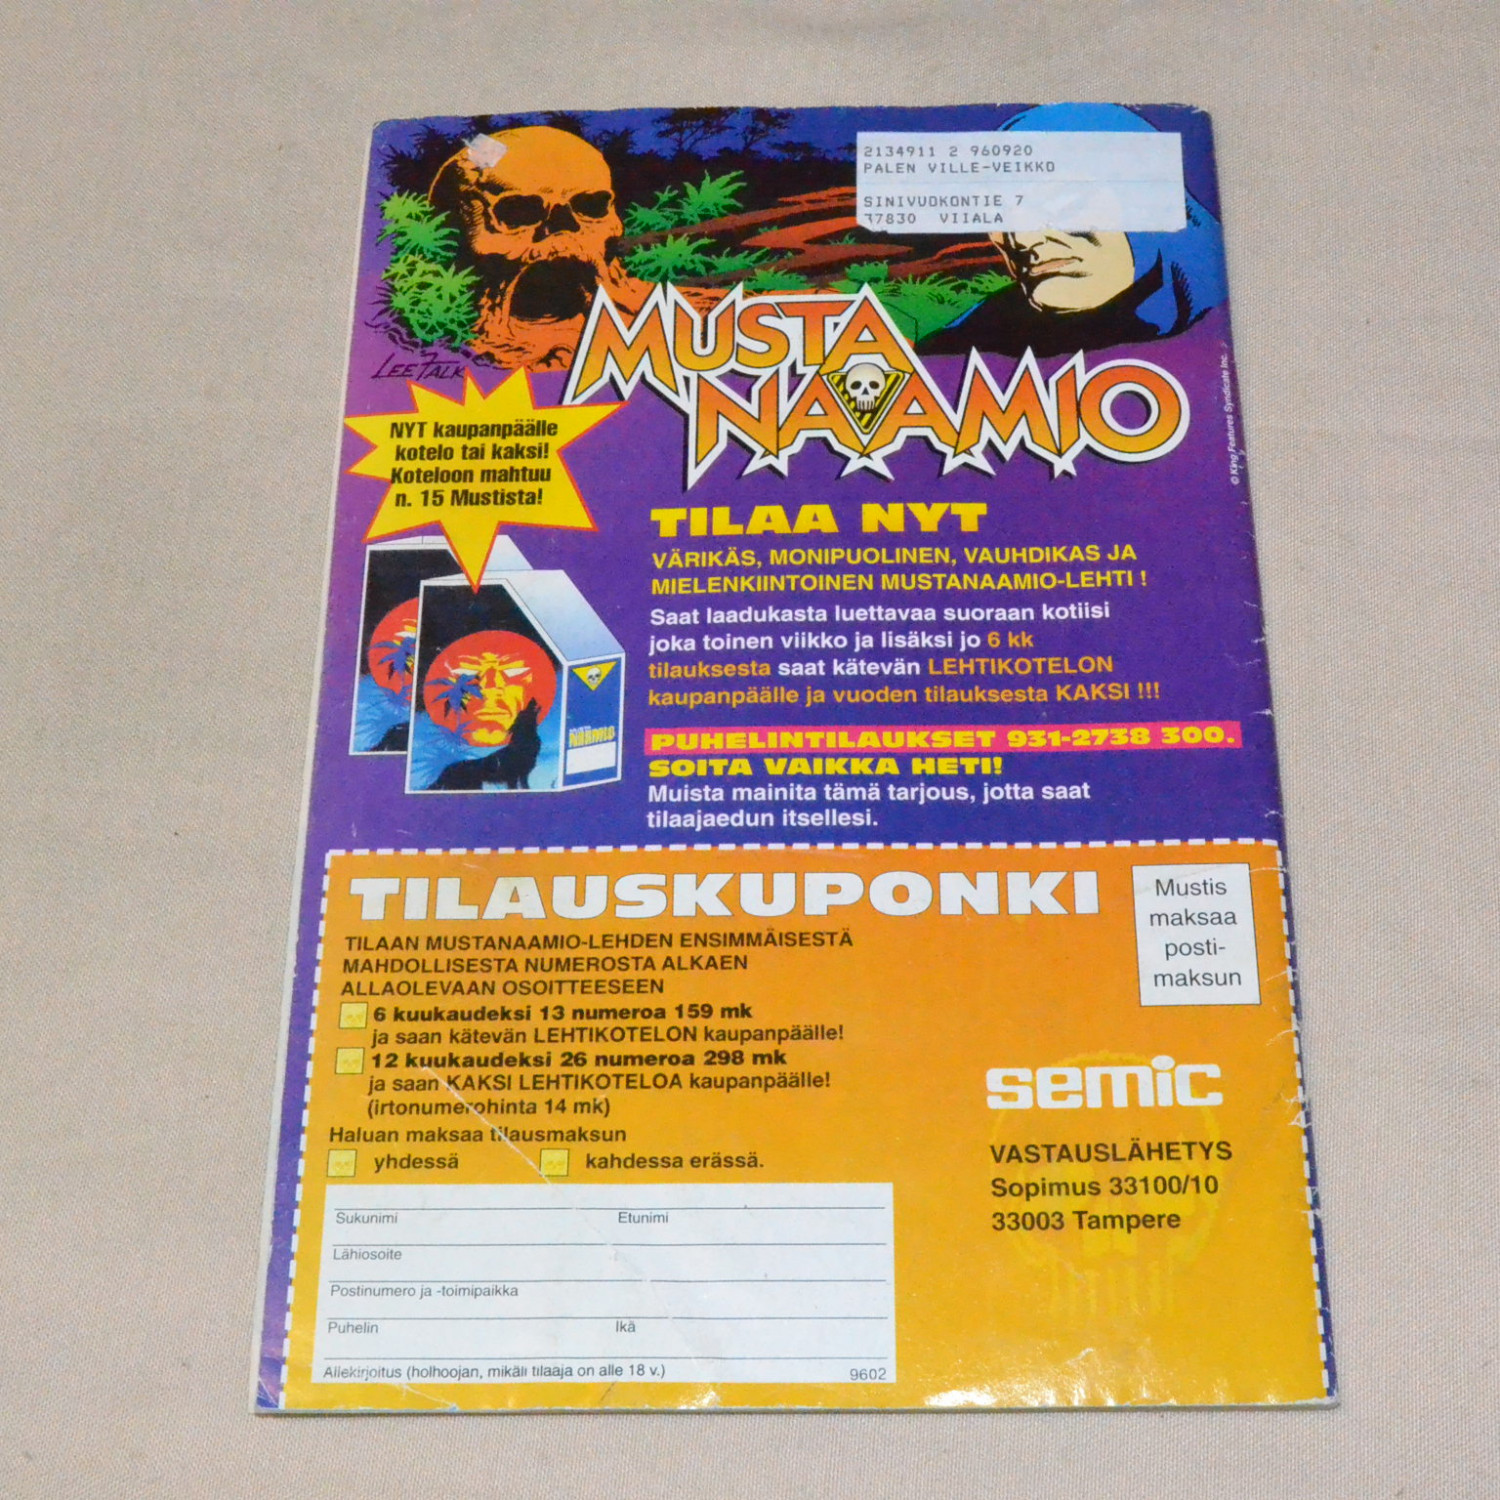 2134911 2 960920
PALEN VILLE-VEIKKO
SINIVUOKONTIE 7
37830 VIIALA
LEE FALK
MUSTA
NAAMIO
© King Features Syndicate Inc.
NYT kaupanpäälle
kotelo tai kaksi!
Koteloon mahtuu
n. 15 Mustista!
TILAA NYT
VÄRIKÄS, MONIPUOLINEN, VAUHDIKAS JA
MIELENKIINTOINEN MUSTANAAMIO-LEHTI !
Saat laadukasta luettavaa suoraan kotiisi
joka toinen viikko ja lisäksi jo 6 kk
tilauksesta saat kätevän LEHTIKOTELON
kaupanpäälle ja vuoden tilauksesta KAKSI !!!
PUHELINTILAUKSET 931-2738 300.
SOITA VAIKKA HETI!
Muista mainita tämä tarjous, jotta saat
tilaajaedun itsellesi.
TILAUSKUPONKI
TILAAN MUSTANAAMIO-LEHDEN ENSIMMÄISESTÄ
MAHDOLLISESTA NUMEROSTA ALKAEN
ALLAOLEVAAN OSOITTEESEEN
6 kuukaudeksi 13 numeroa 159 mk
ja saan kätevän LEHTIKOTELON kaupanpäälle!
12 kuukaudeksi 26 numeroa 298 mk
ja saan KAKSI LEHTIKOTELOA kaupanpäälle!
(irtonumerohinta 14 mk)
Haluan maksaa tilausmaksun
yhdessä kahdessa erässä.
Sukunimi Etunimi
Lähiosoite
Postinumero ja -toimipaikka
Puhelin Ikä
Allekirjoitus (holhoojan, mikäli tilaaja on alle 18 v.) 9602
Mustis
maksaa
posti-
maksun
semic
VASTAUSLÄHETYS
Sopimus 33100/10
33003 Tampere